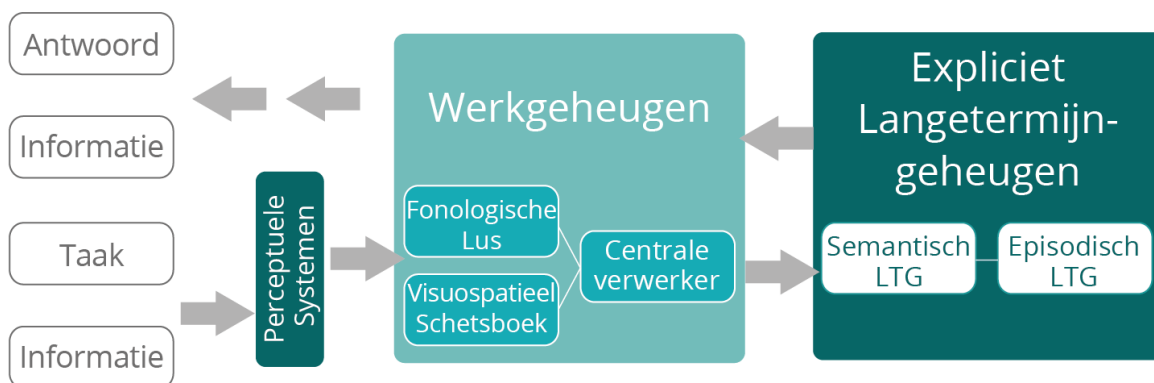 Antwoord
Informatie
Taak
Informatie
Perceptuele
Systemen
Werkgeheugen
Fonologische
Lus
Visuospatieel
Schetsboek
Centrale
verwerker
Expliciet
Langetermijn-
geheugen
Semantisch
LTG
Episodisch
LTG